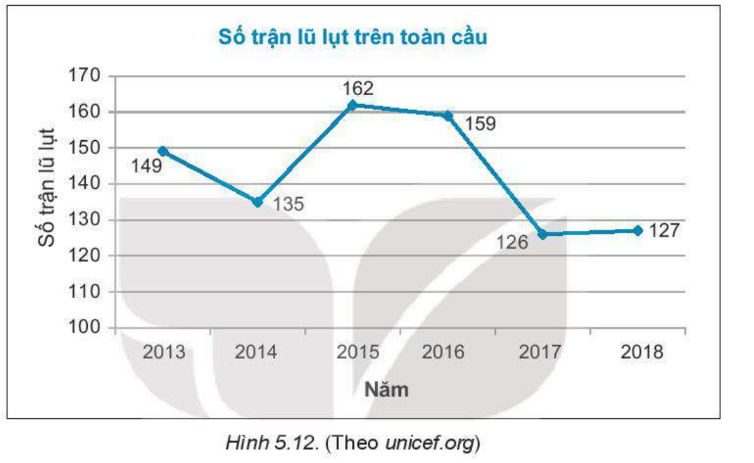 Số trận lũ lụt trên toàn cầu
Số trận lũ lụt
170
160
150
140
130
120
110
100
149
135
162
159
126
127
2013 2014 2015 2016 2017 2018
Năm
Hình 5.12. (Theo unicef.org)